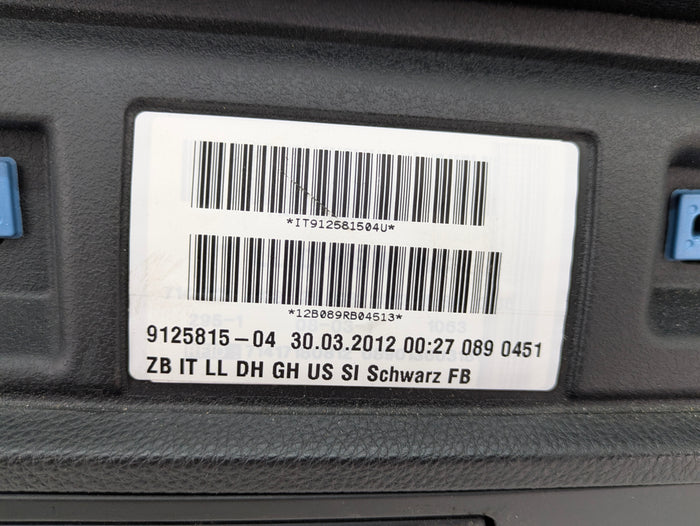 *IT912581504U*
*12B089RB04513*
9125815-04 30.03.2012 00:27 089 0451
ZB IT LL DH GH US SI Schwarz FB